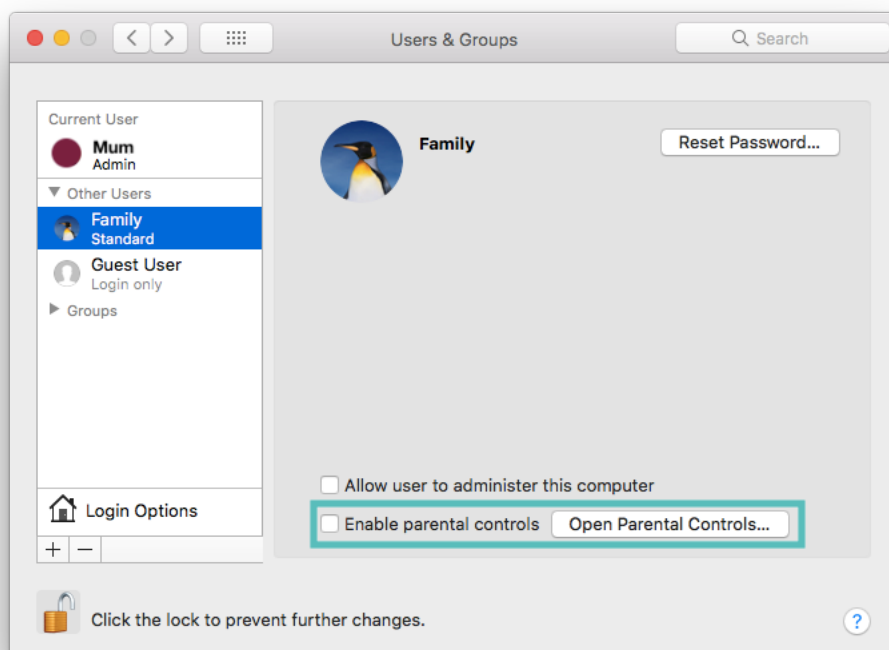 Users & Groups
Search
Current User
Mum
Admin
Other Users
Family
Standard
Guest User
Login only
Groups
Login Options
Family
Reset Password...
Allow user to administer this computer
Enable parental controls
Open Parental Controls...
Click the lock to prevent further changes.
?